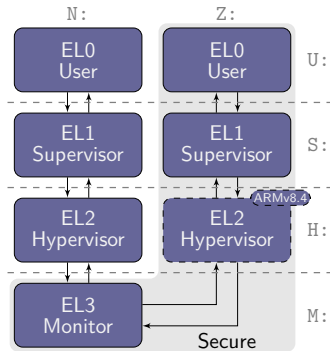 N: Z:
EL0
User
EL0
User
U:
EL1
Supervisor
EL1
Supervisor
S:
ARMv8.4
EL2
Hypervisor
EL2
Hypervisor
H:
EL3
Monitor
Secure
M: